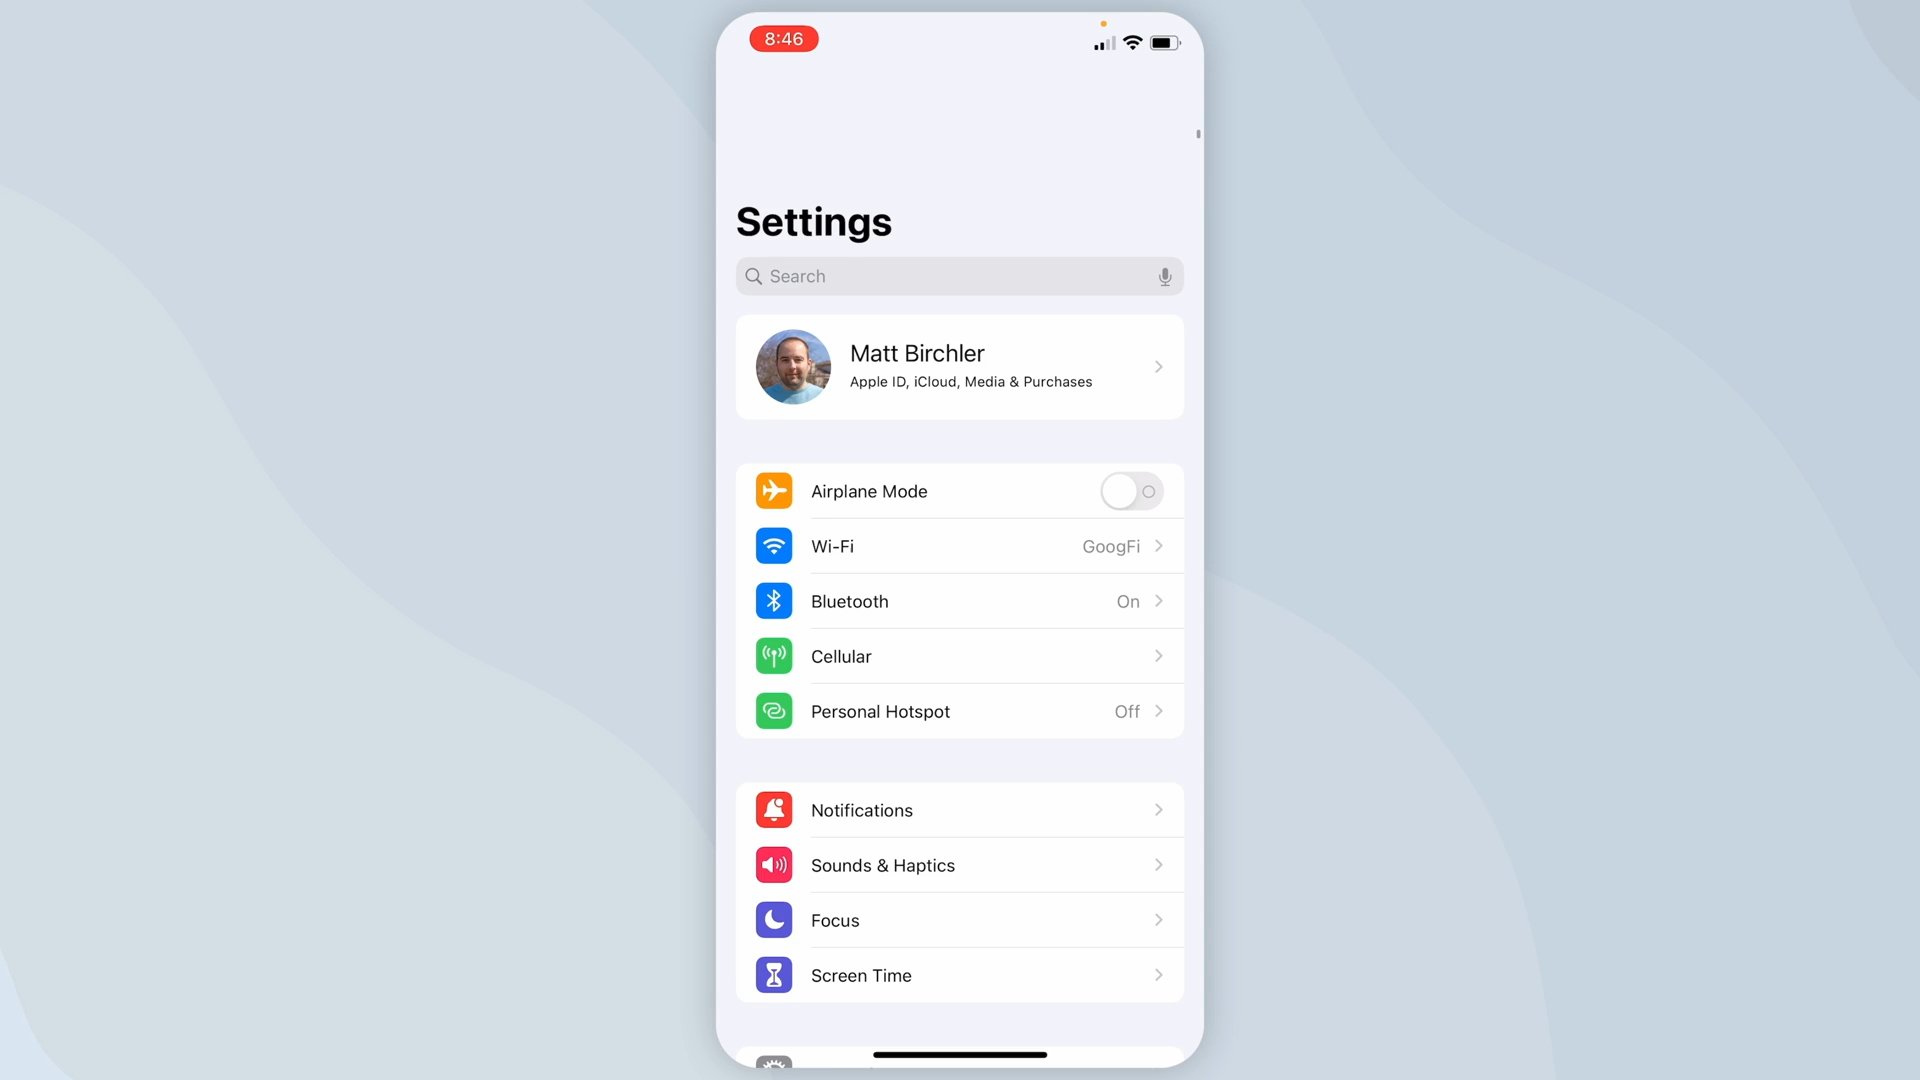 8:46
Settings
Search
Matt Birchler
Apple ID, iCloud, Media & Purchases
Airplane Mode
Wi-Fi GoogFi
Bluetooth On
Cellular
Personal Hotspot Off
Notifications
Sounds & Haptics
Focus
Screen Time